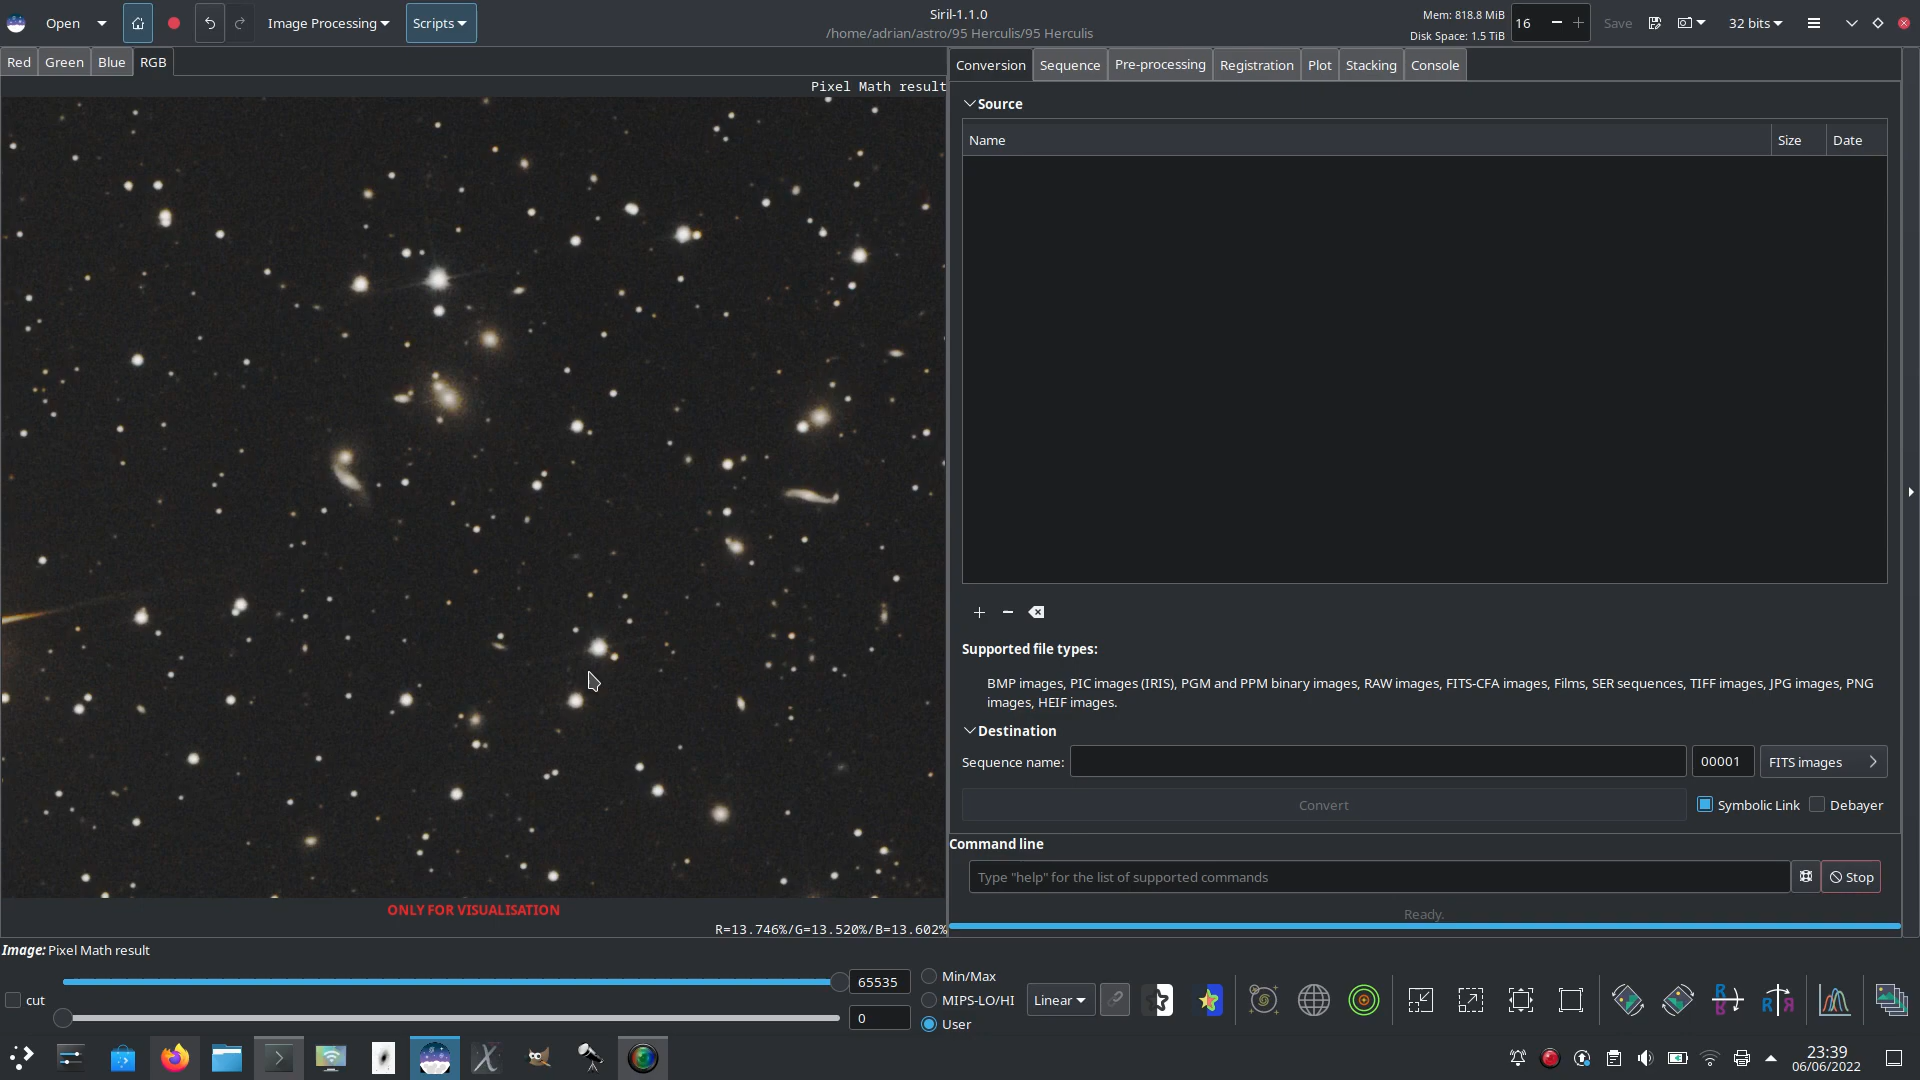 Open
Image Processing
Scripts
Siril-1.1.0
/home/adrian/astro/95 Herculis/95 Herculis
Mem: 818.8 MiB
Disk Space: 1.5 TiB
16
Save
32 bits
Red
Green
Blue
RGB
Pixel Math result
Conversion
Sequence
Pre-processing
Registration
Plot
Stacking
Console
Source
Name
Size
Date
Supported file types:
BMP images, PIC images (IRIS), PGM and PPM binary images, RAW images, FITS-CFA images, Films, SER sequences, TIFF images, JPG images, PNG
images, HEIF images.
Destination
Sequence name:
00001
FITS images
Convert
Symbolic Link
Debayer
Command line
Type "help" for the list of supported commands
Stop
Ready.
ONLY FOR VISUALISATION
R=13.746%/G=13.520%/B=13.602%
Image: Pixel Math result
cut
65535
0
Min/Max
MIPS-LO/HI
User
Linear
23:39
06/06/2022